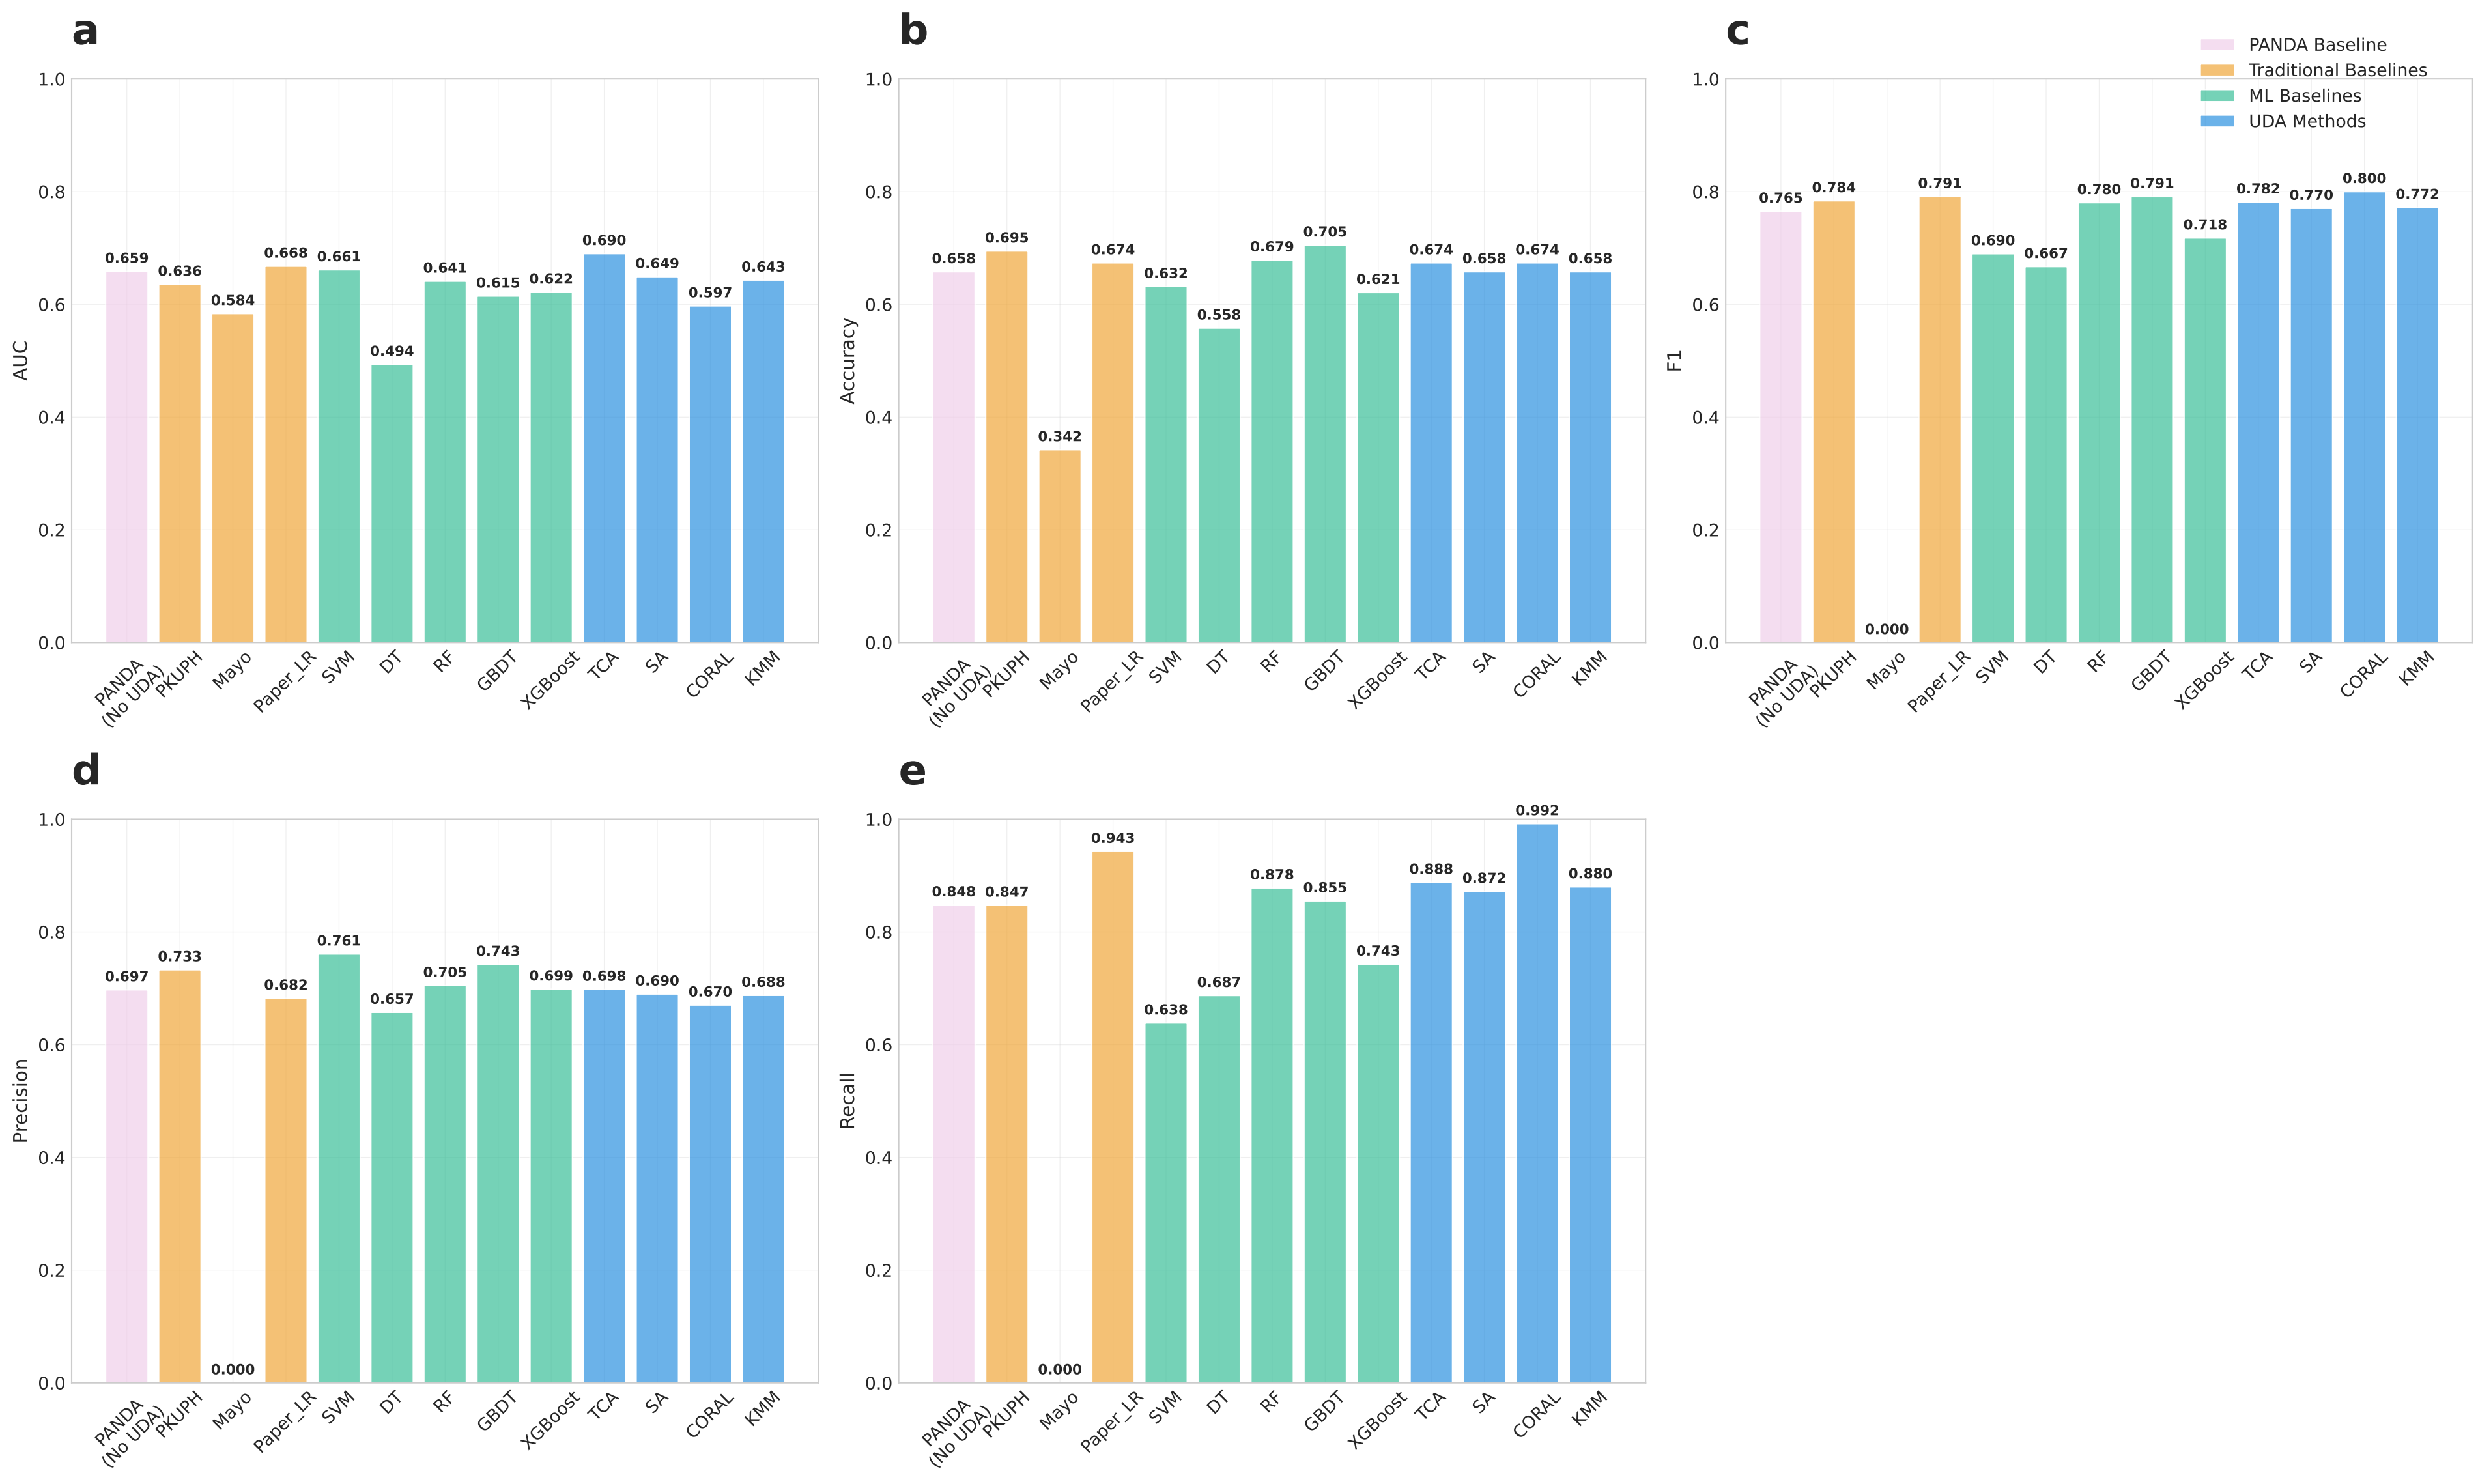 a
1.0
0.8
0.6
0.4
0.2
0.0
AUC
0.659
0.636
0.584
0.668
0.661
0.494
0.641
0.615
0.622
0.690
0.649
0.597
0.643
PANDA
(No UDA)
PKUPH
Mayo
Paper_LR
SVM
DT
RF
GBDT
XGBoost
TCA
SA
CORAL
KMM
b
1.0
0.8
0.6
0.4
0.2
0.0
Accuracy
0.658
0.695
0.342
0.674
0.632
0.558
0.679
0.705
0.621
0.674
0.658
0.674
0.658
PANDA
(No UDA)
PKUPH
Mayo
Paper_LR
SVM
DT
RF
GBDT
XGBoost
TCA
SA
CORAL
KMM
c
PANDA Baseline
Traditional Baselines
ML Baselines
UDA Methods
1.0
0.8
0.6
0.4
0.2
0.0
F1
0.765
0.784
0.000
0.791
0.690
0.667
0.780
0.791
0.718
0.782
0.770
0.800
0.772
PANDA
(No UDA)
PKUPH
Mayo
Paper_LR
SVM
DT
RF
GBDT
XGBoost
TCA
SA
CORAL
KMM
d
1.0
0.8
0.6
0.4
0.2
0.0
Precision
0.697
0.733
0.000
0.682
0.761
0.657
0.705
0.743
0.699
0.698
0.690
0.670
0.688
PANDA
(No UDA)
PKUPH
Mayo
Paper_LR
SVM
DT
RF
GBDT
XGBoost
TCA
SA
CORAL
KMM
e
1.0
0.8
0.6
0.4
0.2
0.0
Recall
0.848
0.847
0.000
0.943
0.638
0.687
0.878
0.855
0.743
0.888
0.872
0.992
0.880
PANDA
(No UDA)
PKUPH
Mayo
Paper_LR
SVM
DT
RF
GBDT
XGBoost
TCA
SA
CORAL
KMM